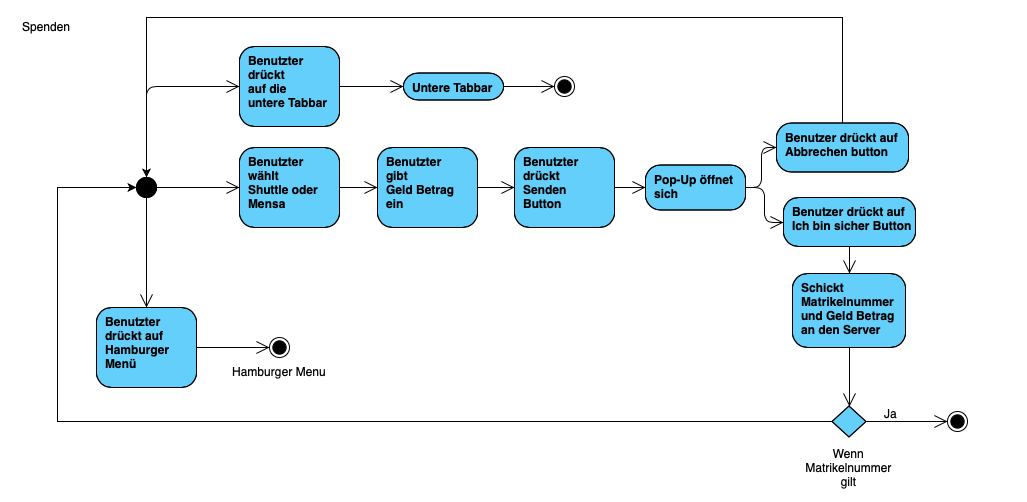 Spenden
Benutzter
drückt
auf die
untere Tabbar
Untere Tabbar
Benutzter
wählt
Shuttle oder
Mensa
Benutzter
gibt
Geld Betrag
ein
Benutzter
drückt
Senden
Button
Pop-Up öffnet
sich
Benutzer drückt auf
Abbrechen button
Benutzer drückt auf
Ich bin sicher Button
Schickt
Matrikelnummer
und Geld Betrag
an den Server
Benutzter
drückt auf
Hamburger
Menü
Hamburger Menu
Ja
Wenn
Matrikelnummer
gilt